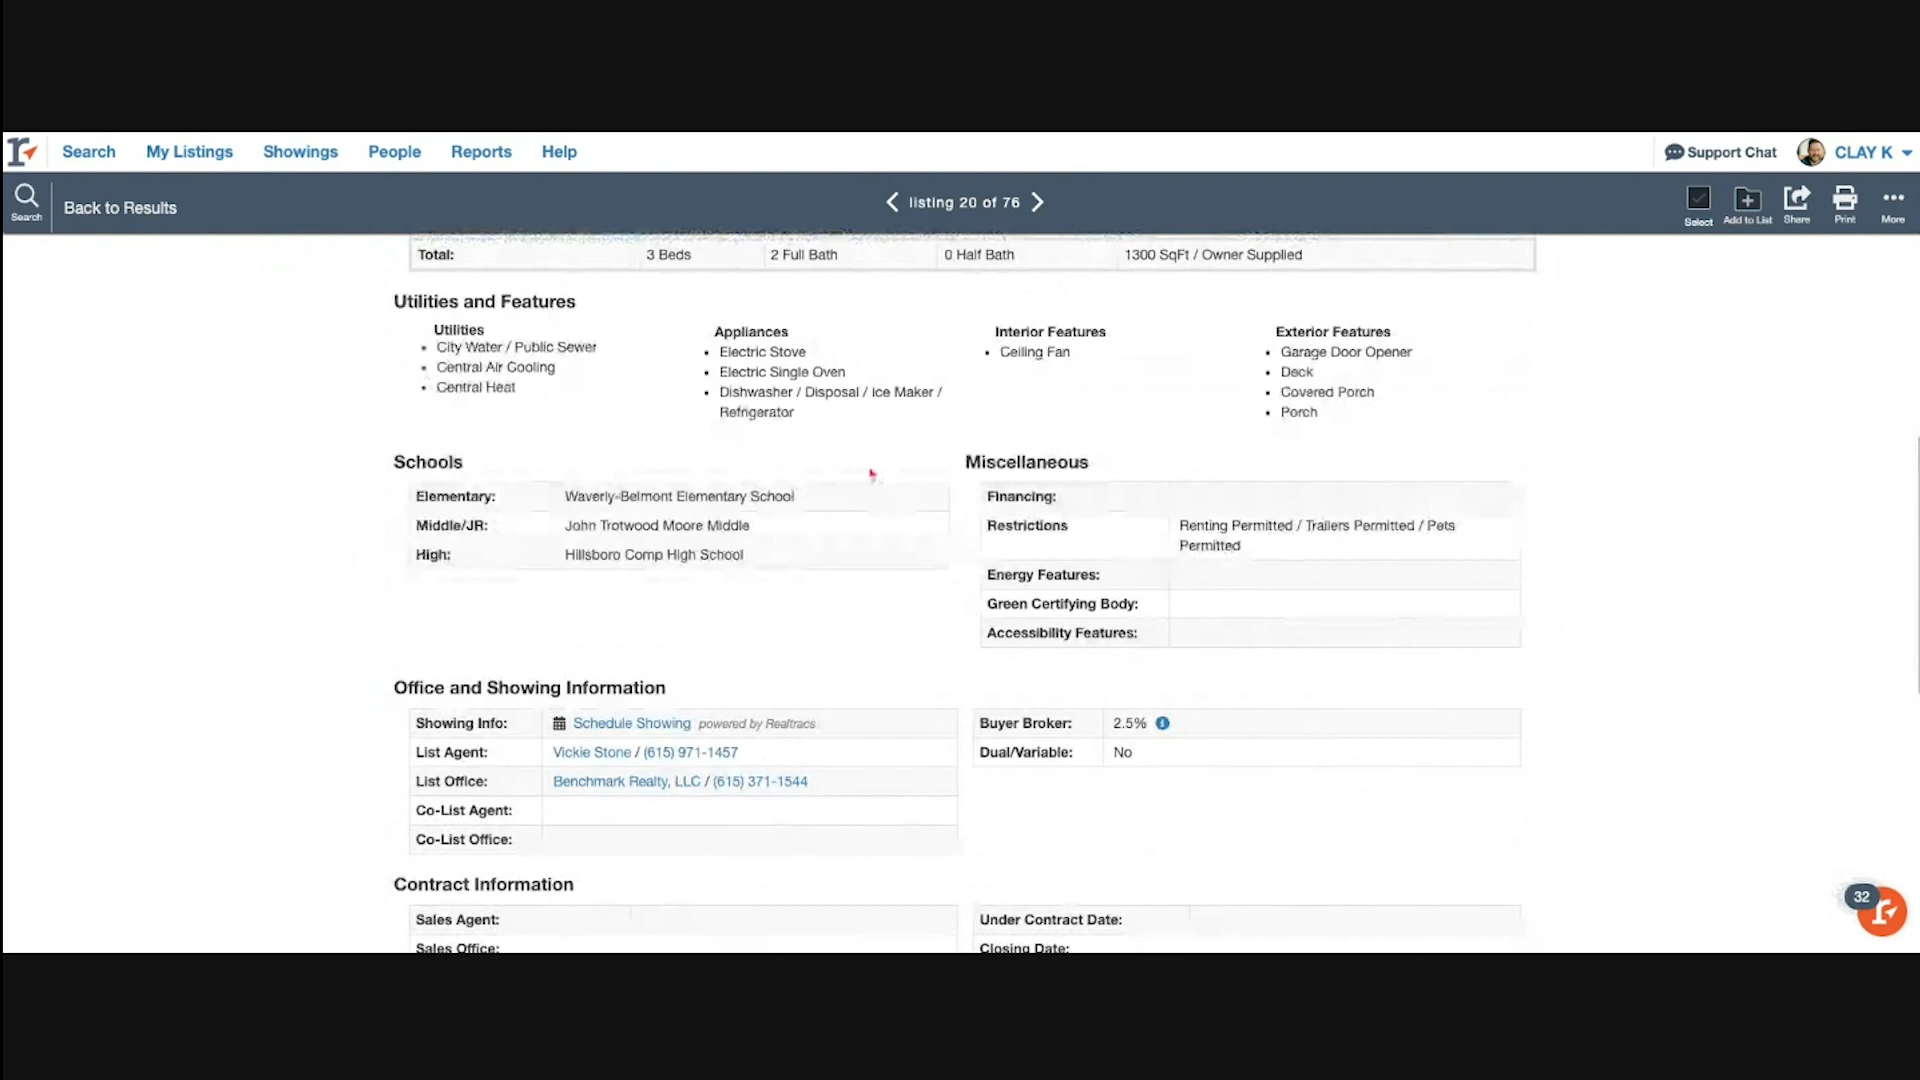 Search My Listings Showings People Reports Help Support Chat CLAY K
Search Back to Results listing 20 of 76 Select Add to List Share Print More
Total: 3 Beds 2 Full Bath 0 Half Bath 1300 SqFt / Owner Supplied
Utilities and Features
Utilities
City Water / Public Sewer
Central Air Cooling
Central Heat
Appliances
Electric Stove
Electric Single Oven
Dishwasher / Disposal / Ice Maker /
Refrigerator
Interior Features
Ceiling Fan
Exterior Features
Garage Door Opener
Deck
Covered Porch
Porch
Schools
Elementary: Waverly-Belmont Elementary School
Middle/JR: John Trotwood Moore Middle
High: Hillsboro Comp High School
Miscellaneous
Financing:
Restrictions Renting Permitted / Trailers Permitted / Pets
Permitted
Energy Features:
Green Certifying Body:
Accessibility Features:
Office and Showing Information
Showing Info: Schedule Showing powered by Realtracs
List Agent: Vickie Stone / (615) 971-1457
List Office: Benchmark Realty, LLC / (615) 371-1544
Co-List Agent:
Co-List Office:
Buyer Broker: 2.5%
Dual/Variable: No
Contract Information
Sales Agent:
Sales Office:
Under Contract Date:
Closing Date:
32